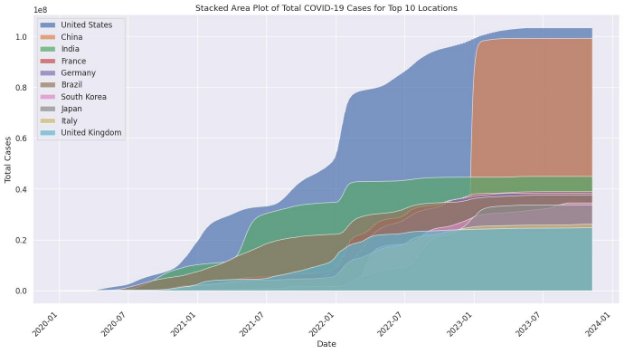 Stacked Area Plot of Total COVID-19 Cases for Top 10 Locations
1e8
United States
China
India
France
Germany
Brazil
South Korea
Japan
Italy
United Kingdom
1.0
0.8
0.6
0.4
0.2
0.0
Total Cases
2020-01
2020-07
2021-01
2021-07
2022-01
2022-07
2023-01
2023-07
2024-01
Date